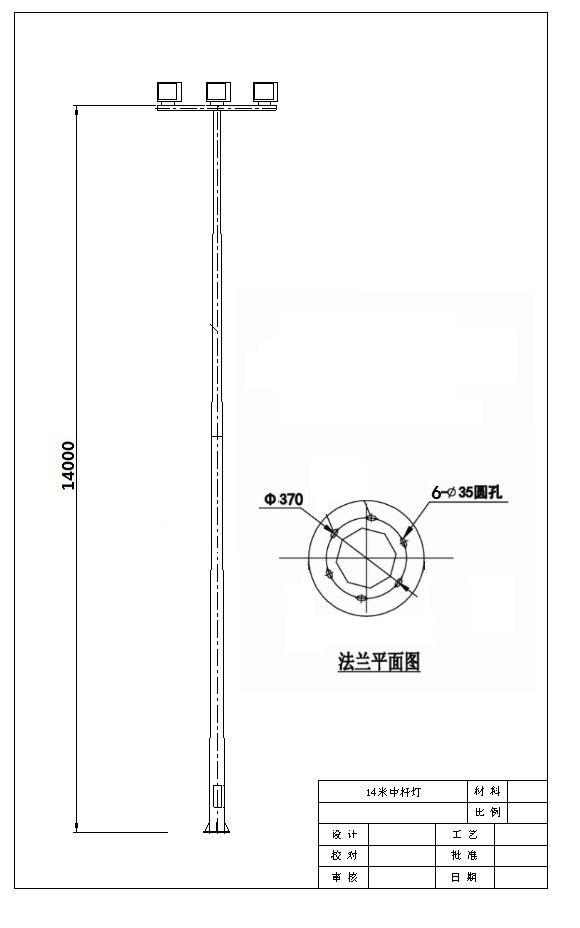 14000
Φ370
6-⌀35圆孔
法兰平面图
14米中杆灯 材料
比例
设计 工艺
校对 批准
审核 日期